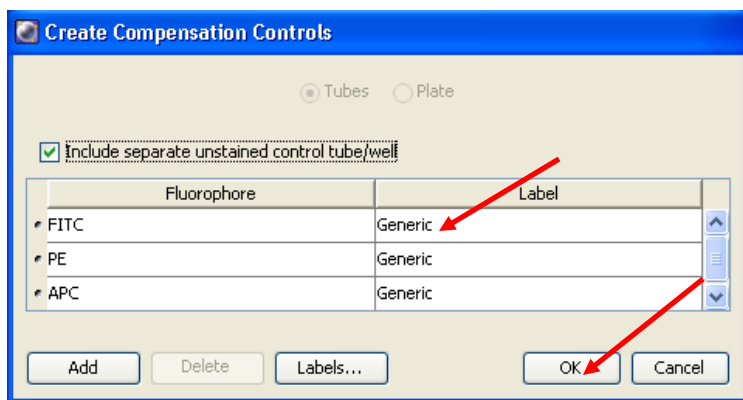 Create Compensation Controls
Tubes Plate
Include separate unstained control tube/well
Fluorophore Label
FITC Generic
PE Generic
APC Generic
Add Delete Labels... OK Cancel